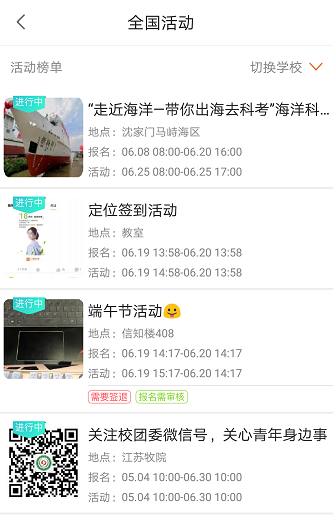 全国活动
活动榜单
切换学校
进行中
“走近海洋—带你出海去科考”海洋科...
地点：沈家门马峙海区
报名：06.08 08:00-06.20 16:00
活动：06.25 08:00-06.25 17:00
进行中
定位签到活动
地点：教室
报名：06.19 13:58-06.20 13:58
活动：06.19 14:58-06.20 13:58
进行中
端午节活动😛
地点：信知楼408
报名：06.19 14:17-06.20 14:17
活动：06.19 15:17-06.20 14:17
需要签退 报名需审核
进行中
关注校团委微信号，关心青年身边事
地点：江苏牧院
报名：05.04 10:00-06.30 10:00
活动：05.04 10:00-06.30 10:00